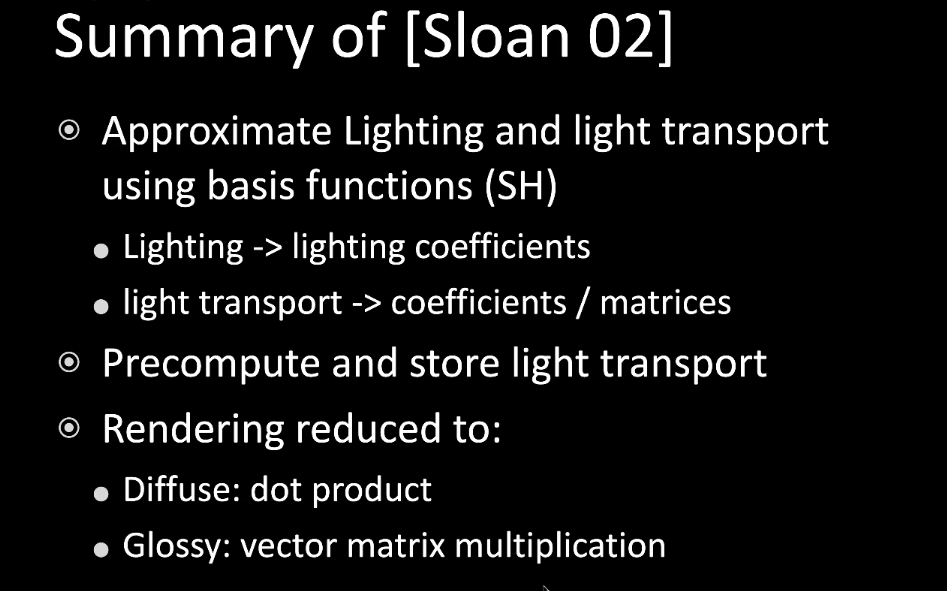 Summary of [Sloan 02]
Approximate Lighting and light transport
using basis functions (SH)
Lighting -> lighting coefficients
light transport -> coefficients / matrices
Precompute and store light transport
Rendering reduced to:
Diffuse: dot product
Glossy: vector matrix multiplication